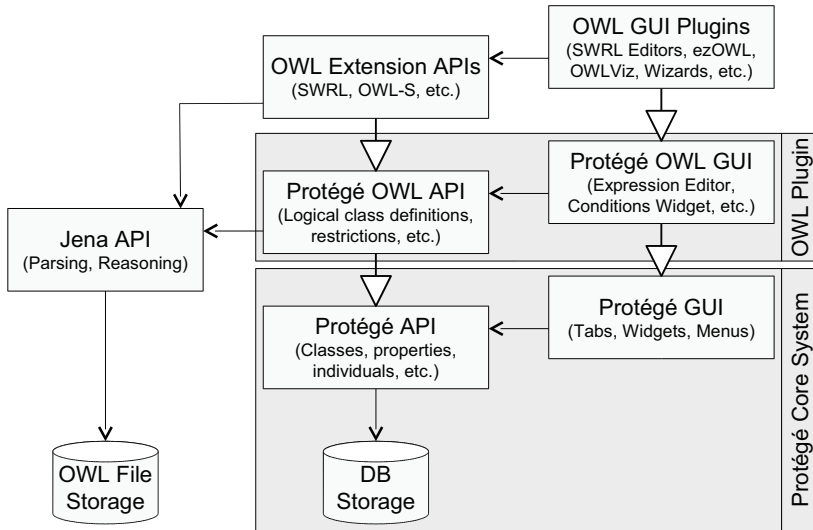 OWL GUI Plugins
(SWRL Editors, ezOWL,
OWLViz, Wizards, etc.)
OWL Extension APIs
(SWRL, OWL-S, etc.)
Protégé OWL GUI
(Expression Editor,
Conditions Widget, etc.)
OWL Plugin
Protégé OWL API
(Logical class definitions,
restrictions, etc.)
Jena API
(Parsing, Reasoning)
Protégé GUI
(Tabs, Widgets, Menus)
Protégé API
(Classes, properties,
individuals, etc.)
Protégé Core System
OWL File
Storage
DB
Storage